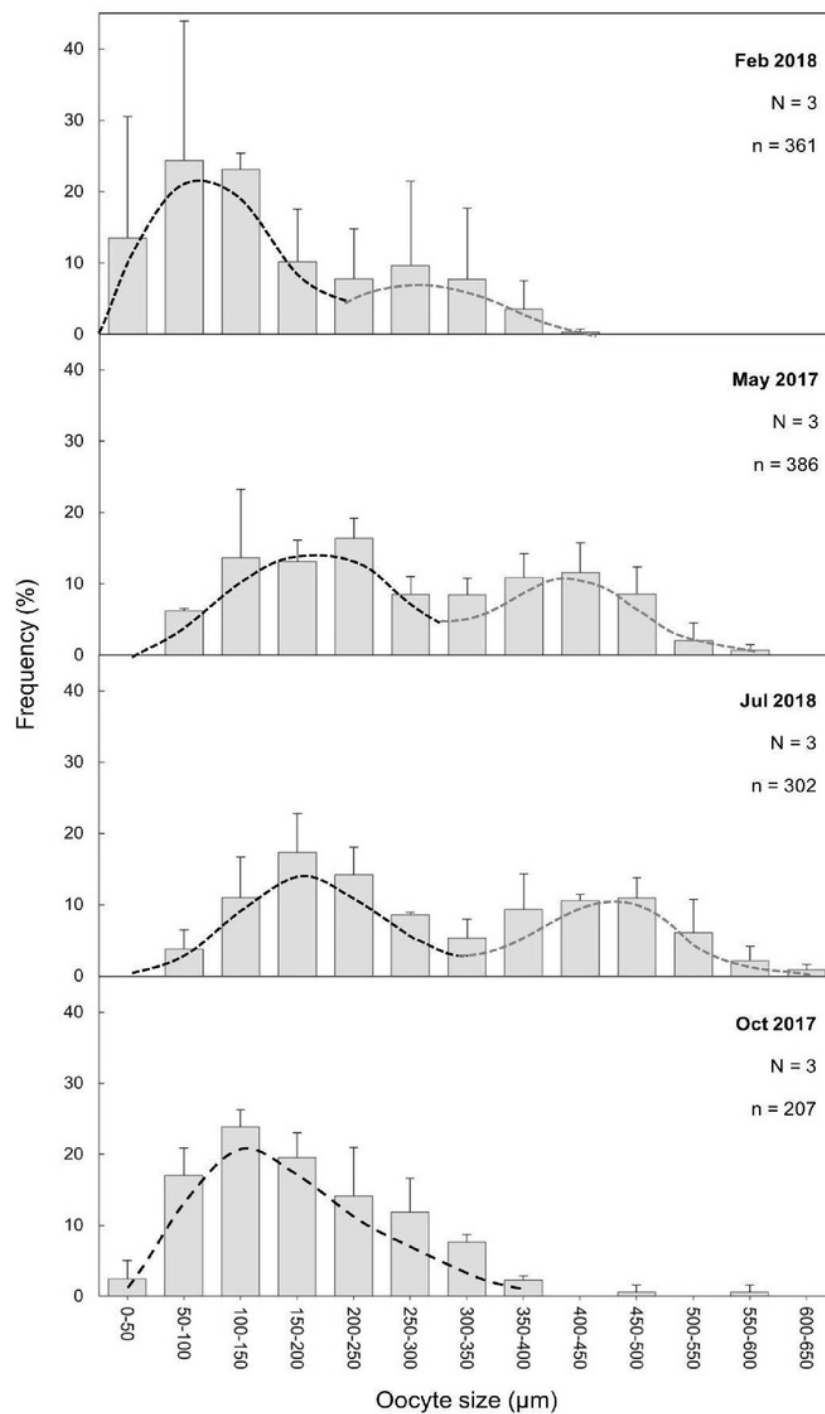 40
30
20
10
0
Feb 2018
N = 3
n = 361
40
30
20
10
0
May 2017
N = 3
n = 386
40
30
20
10
0
Jul 2018
N = 3
n = 302
40
30
20
10
0
Oct 2017
N = 3
n = 207
Frequency (%)
0-50
50-100
100-150
150-200
200-250
250-300
300-350
350-400
400-450
450-500
500-550
550-600
600-650
Oocyte size (µm)